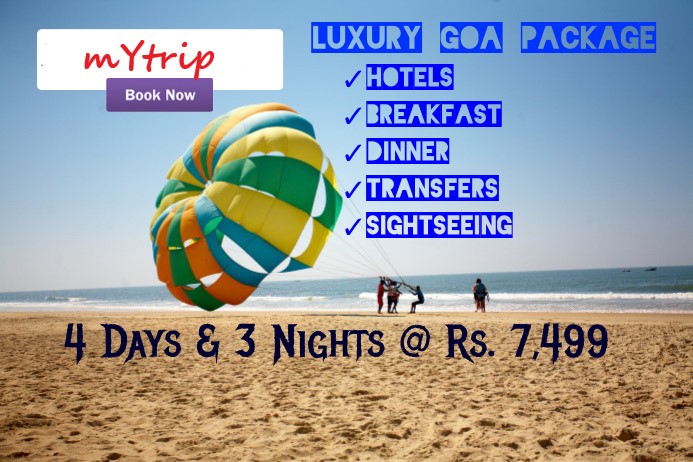 mYtrip
Book Now
LUXURY GOA PACKAGE
✓HOTELS
✓BREAKFAST
✓DINNER
✓TRANSFERS
✓SIGHTSEEING
4 Days & 3 Nights @ Rs. 7,499